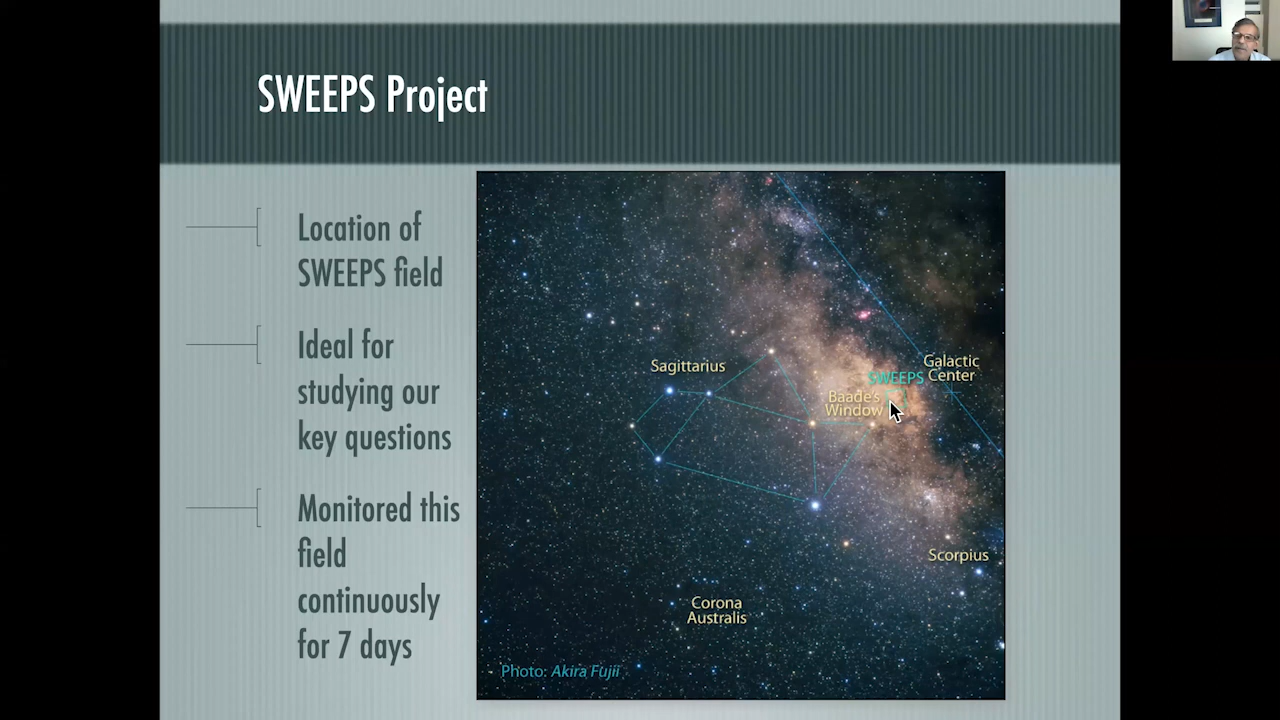 SWEEPS Project
Location of
SWEEPS field
Ideal for
studying our
key questions
Monitored this
field
continuously
for 7 days
Sagittarius
Galactic
Center
SWEEPS
Baade's
Window
Scorpius
Corona
Australis
Photo: Akira Fujii